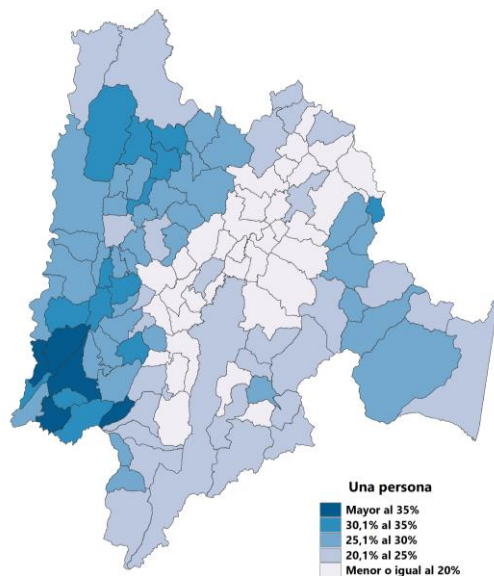 Una persona
Mayor al 35%
30,1% al 35%
25,1% al 30%
20,1% al 25%
Menor o igual al 20%